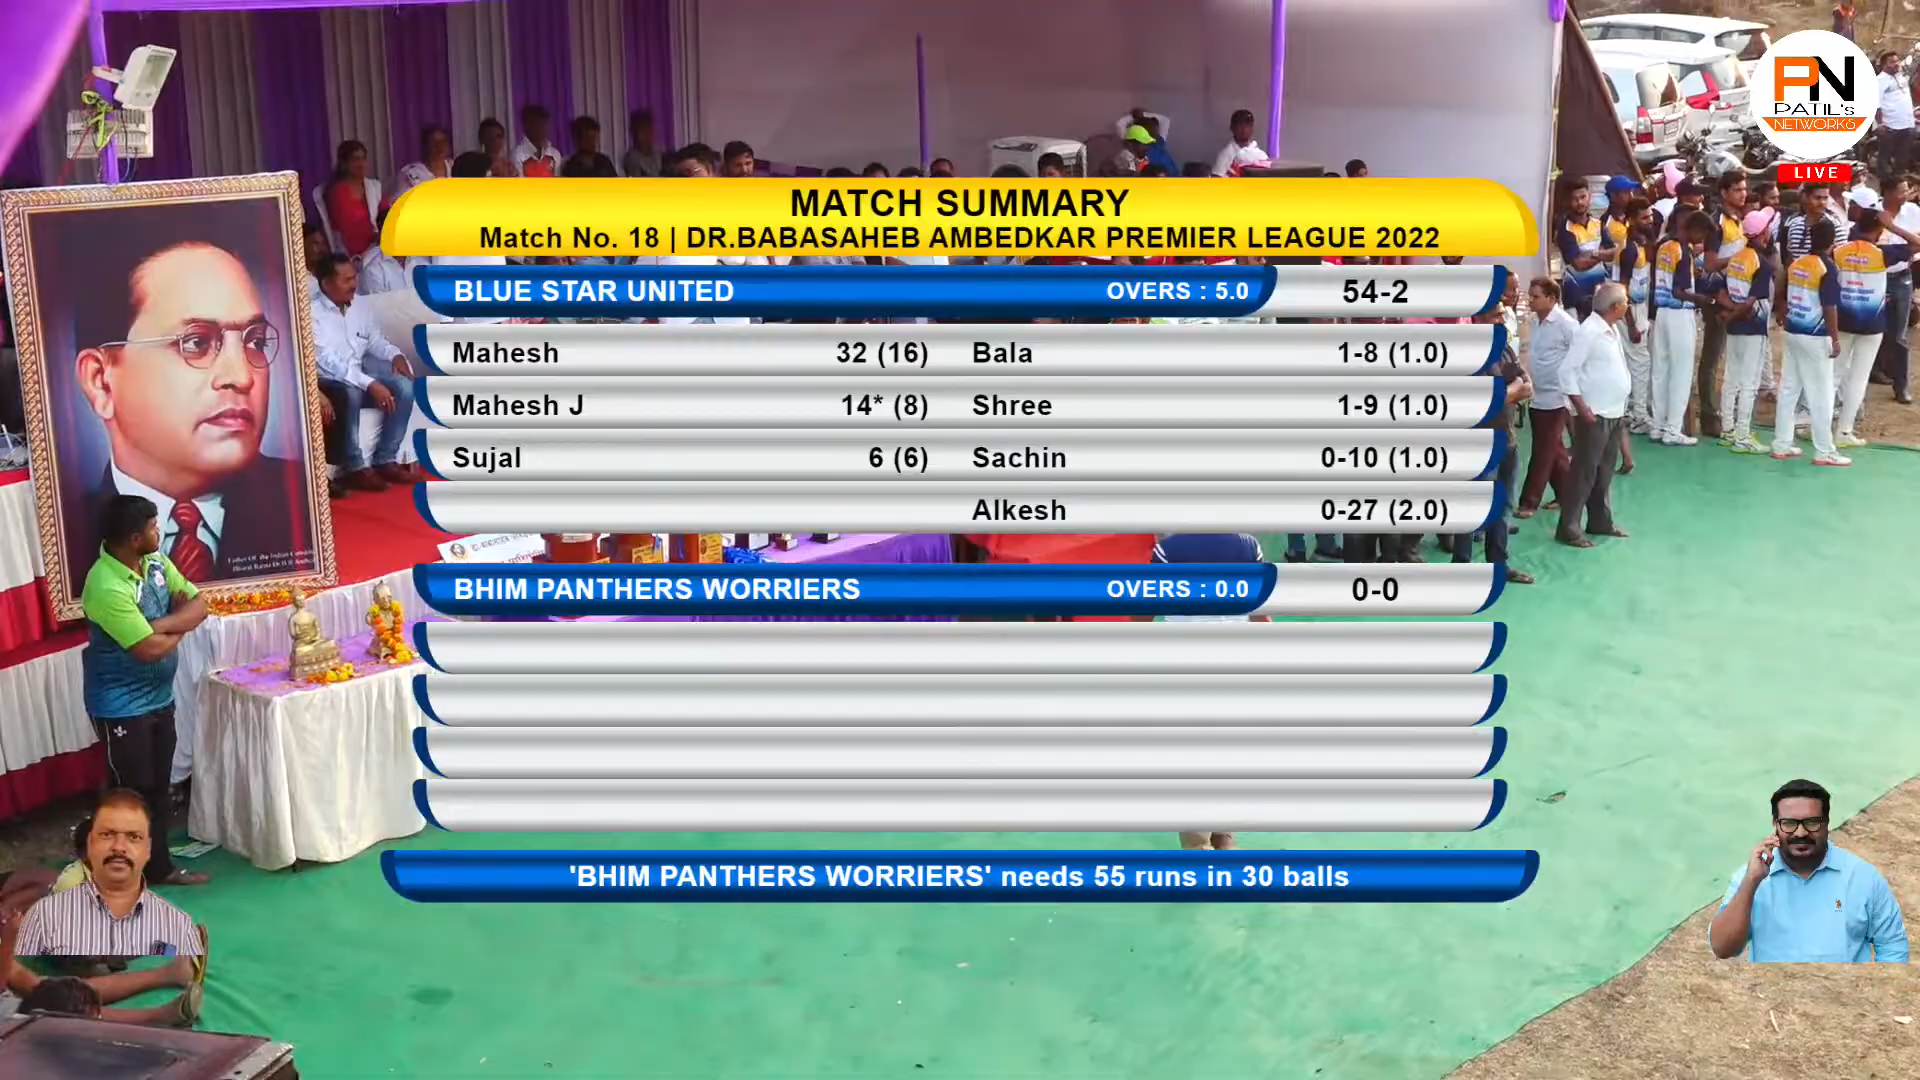 PN
PATIL's
NETWORKS
LIVE
MATCH SUMMARY
Match No. 18 | DR.BABASAHEB AMBEDKAR PREMIER LEAGUE 2022
BLUE STAR UNITED OVERS : 5.0 54-2
Mahesh 32 (16) Bala 1-8 (1.0)
Mahesh J 14* (8) Shree 1-9 (1.0)
Sujal 6 (6) Sachin 0-10 (1.0)
Alkesh 0-27 (2.0)
BHIM PANTHERS WORRIERS OVERS : 0.0 0-0
'BHIM PANTHERS WORRIERS' needs 55 runs in 30 balls